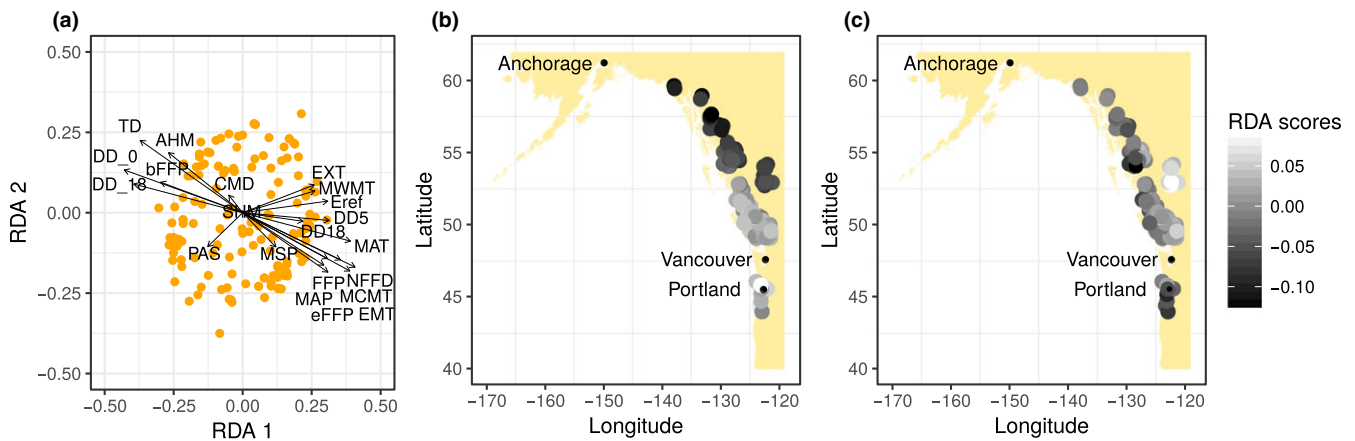 (a)
0.50
0.25
0.00
−0.25
−0.50
RDA 2
TD
AHM
DD_0
bFFP
DD_18
CMD
EXT
MWMT
Eref
SHM
DD5
DD18
MAT
PAS
MSP
FFP
NFFD
MAP
MCMT
eFFP
EMT
−0.50
−0.25
0.00
0.25
0.50
RDA 1
(b)
Anchorage
Vancouver
Portland
60
55
50
45
40
Latitude
−170
−160
−150
−140
−130
−120
Longitude
(c)
Anchorage
Vancouver
Portland
60
55
50
45
40
Latitude
−170
−160
−150
−140
−130
−120
Longitude
RDA scores
0.05
0.00
−0.05
−0.10